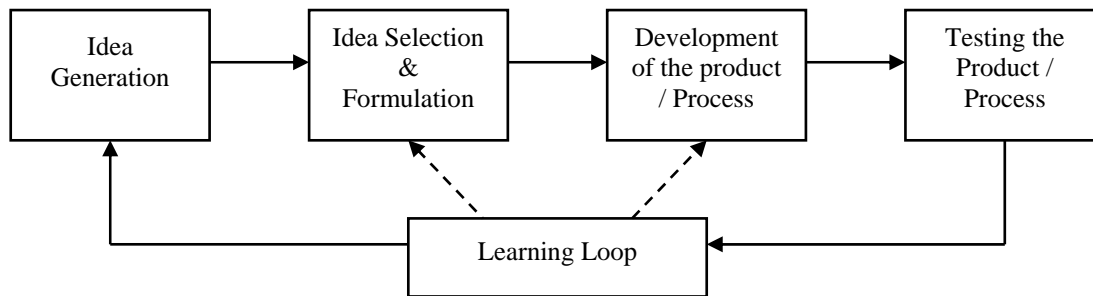 Idea
Generation
Idea Selection
&
Formulation
Development
of the product
/ Process
Testing the
Product /
Process
Learning Loop